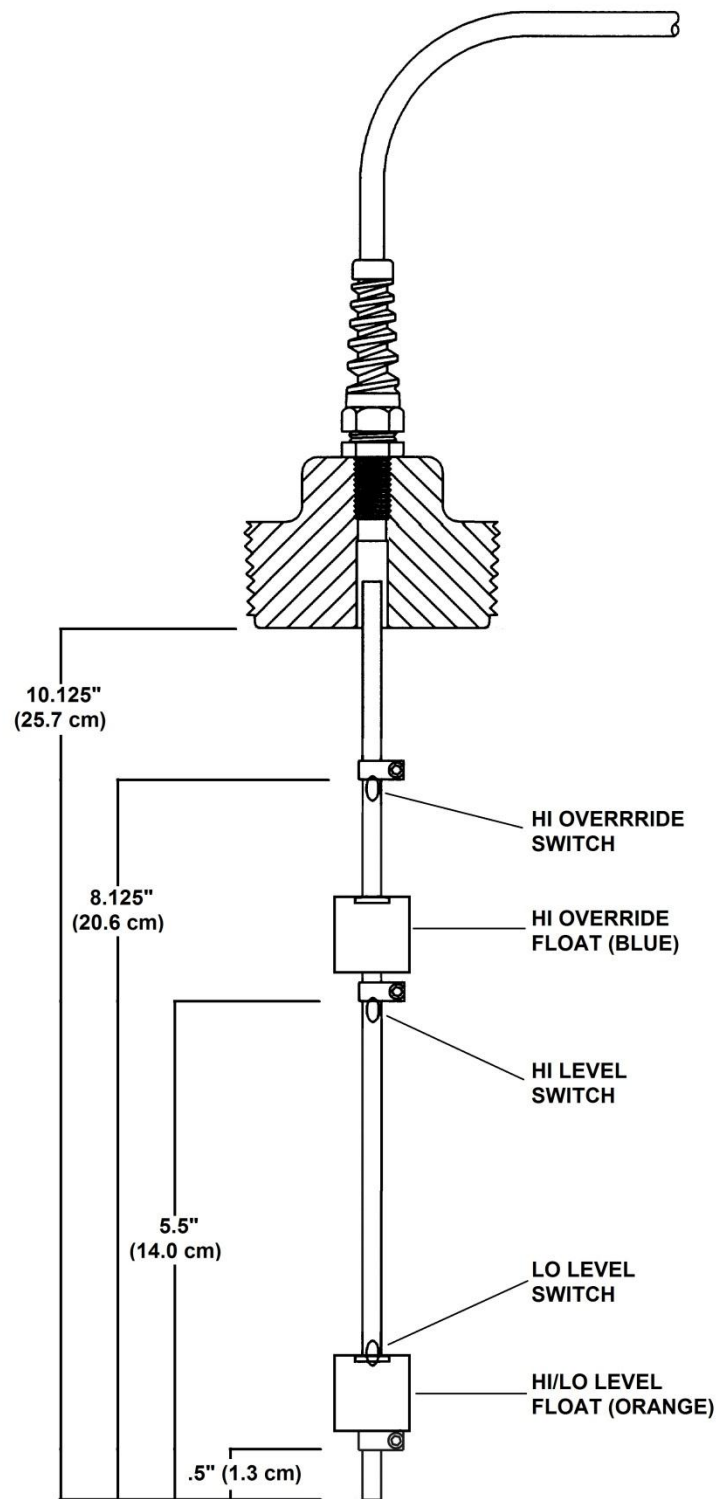 10.125"
(25.7 cm)
HI OVERRRIDE
SWITCH
8.125"
(20.6 cm)
HI OVERRIDE
FLOAT (BLUE)
HI LEVEL
SWITCH
5.5"
(14.0 cm)
LO LEVEL
SWITCH
HI/LO LEVEL
FLOAT (ORANGE)
.5" (1.3 cm)